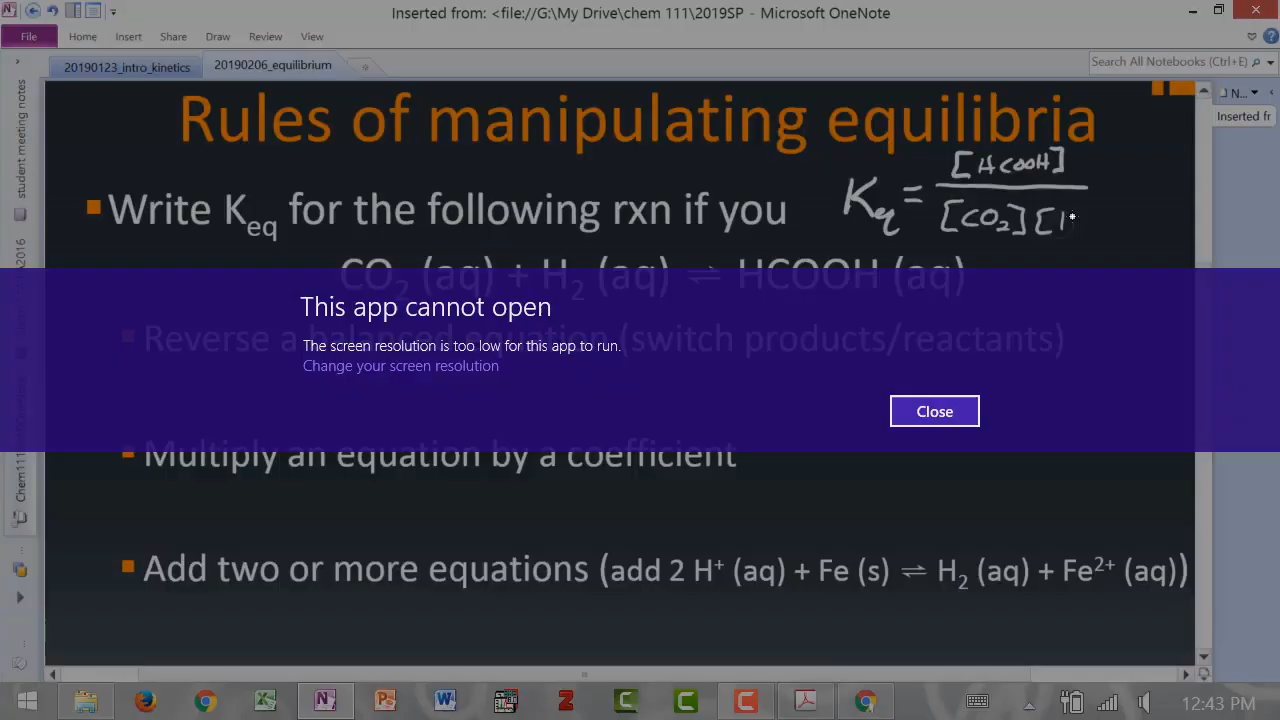 Inserted from: <file://G:\My Drive\chem 111\2019SP - Microsoft OneNote
File Home Insert Share Draw Review View
20190123_intro_kinetics 20190206_equilibrium
Search All Notebooks (Ctrl+E)
N...
Inserted fr
student meeting notes
Rules of manipulating equilibria
Write Keq for the following rxn if you
Keq = [HCOOH]
[CO2][
CO2 (aq) + H2 (aq) ⇌ HCOOH (aq)
Reverse a balanced equation (switch products/reactants)
This app cannot open
The screen resolution is too low for this app to run.
Change your screen resolution
Close
Multiply an equation by a coefficient
Add two or more equations (add 2 H⁺ (aq) + Fe (s) ⇌ H2 (aq) + Fe²⁺ (aq))
12:43 PM